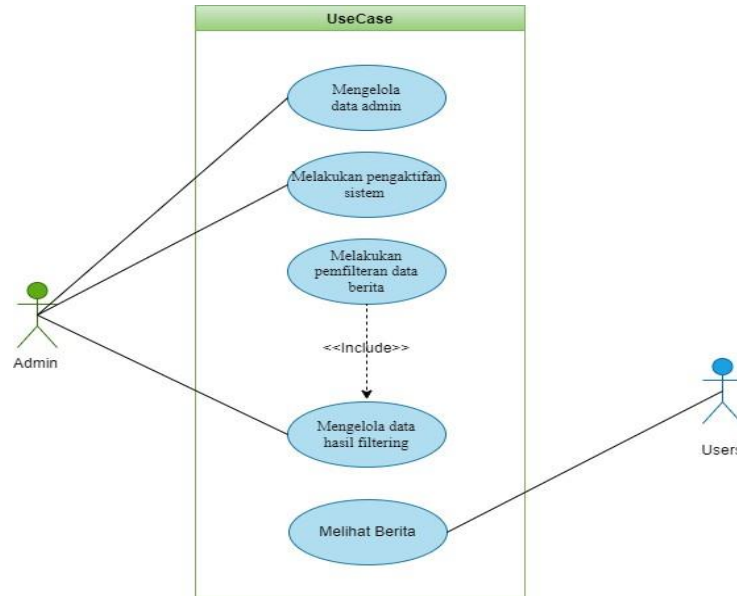 UseCase
Mengelola
data admin
Melakukan pengaktifan
sistem
Melakukan
pemfilteran data
berita
<<Include>>
Admin
Mengelola data
hasil filtering
Users
Melihat Berita